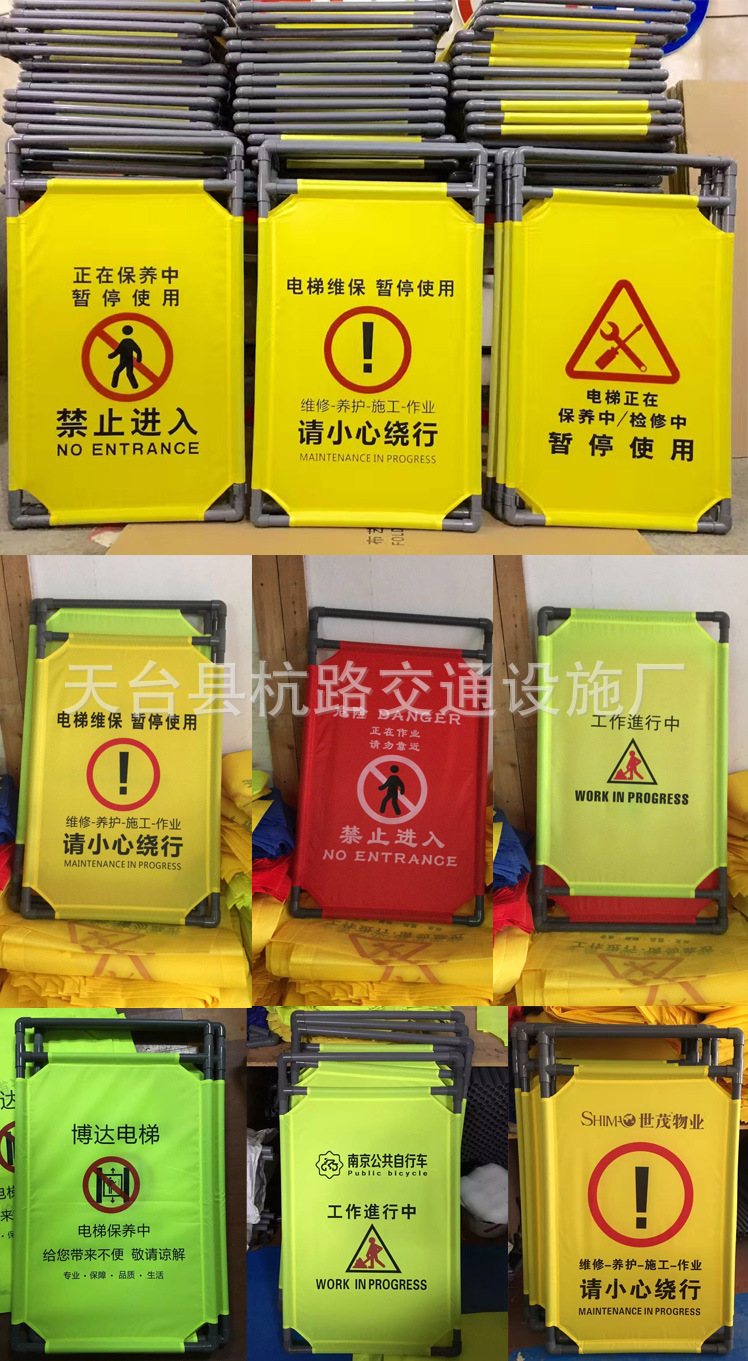 正在保养中
暂停使用
禁止进入
NO ENTRANCE
电梯维保 暂停使用
!
维修-养护-施工-作业
请小心绕行
MAINTENANCE IN PROGRESS
电梯正在
保养中/检修中
暂停使用
天台县杭路交通设施厂
电梯维保 暂停使用
!
维修-养护-施工-作业
请小心绕行
MAINTENANCE IN PROGRESS
危险 DANGER
正在作业
请勿靠近
禁止进入
NO ENTRANCE
工作進行中
WORK IN PROGRESS
博达电梯
电梯保养中
给您带来不便 敬请谅解
专业·保障·品质·生活
南京公共自行车
Public bicycle
工作進行中
WORK IN PROGRESS
SHIMAO 世茂物业
!
维修-养护-施工-作业
请小心绕行
MAINTENANCE IN PROGRESS